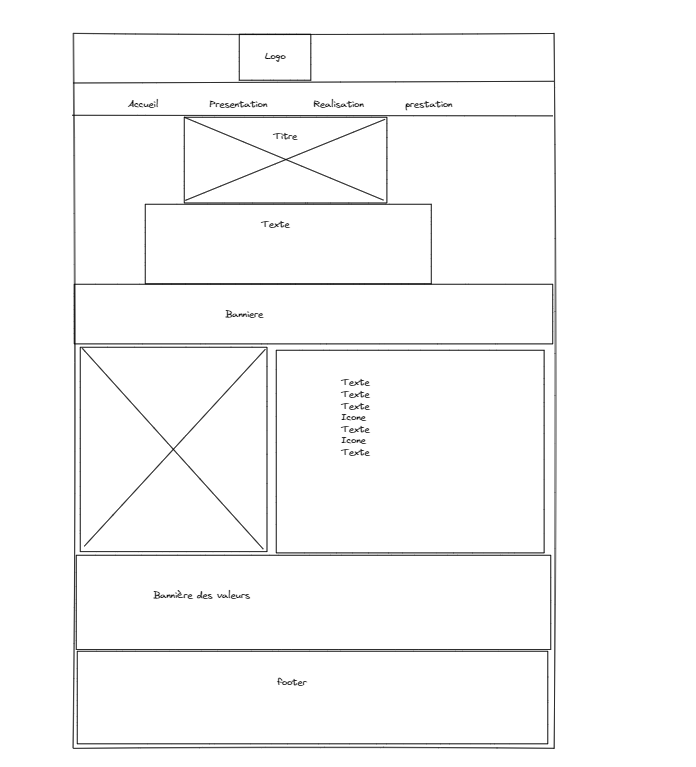 Logo
Accueil Presentation Realisation prestation
Titre
Texte
Banniere
Texte
Texte
Texte
Icone
Texte
Icone
Texte
Bannière des valeurs
footer